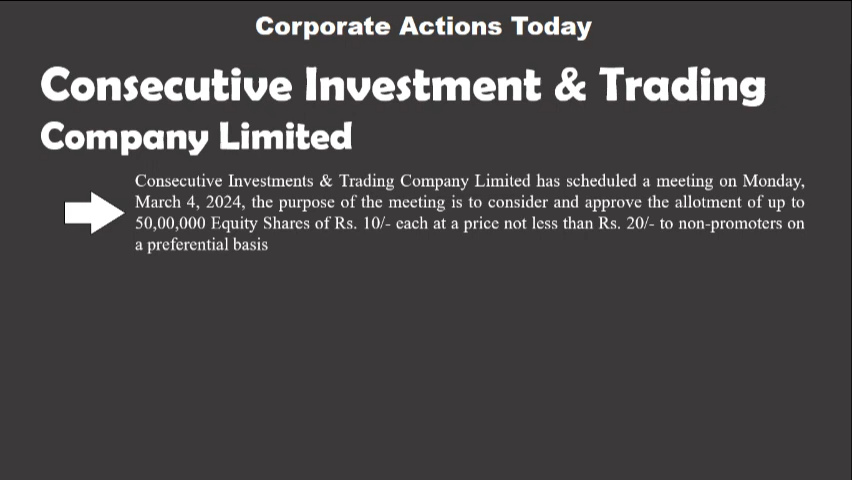 Corporate Actions Today
Consecutive Investment & Trading
Company Limited
Consecutive Investments & Trading Company Limited has scheduled a meeting on Monday,
March 4, 2024, the purpose of the meeting is to consider and approve the allotment of up to
50,00,000 Equity Shares of Rs. 10/- each at a price not less than Rs. 20/- to non-promoters on
a preferential basis